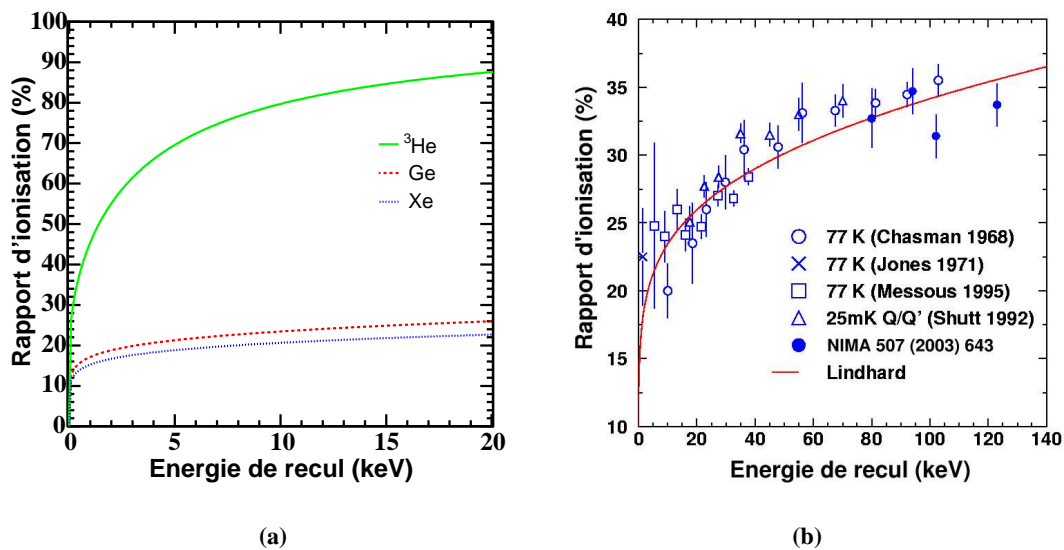 100
90
80
70
60
50
40
30
20
10
0
Rapport d'ionisation (%)
³He
Ge
Xe
0 5 10 15 20
Energie de recul (keV)
(a)
40
35
30
25
20
15
10
Rapport d'ionisation (%)
77 K (Chasman 1968)
77 K (Jones 1971)
77 K (Messous 1995)
25mK Q/Q' (Shutt 1992)
NIMA 507 (2003) 643
Lindhard
0 20 40 60 80 100 120 140
Energie de recul (keV)
(b)